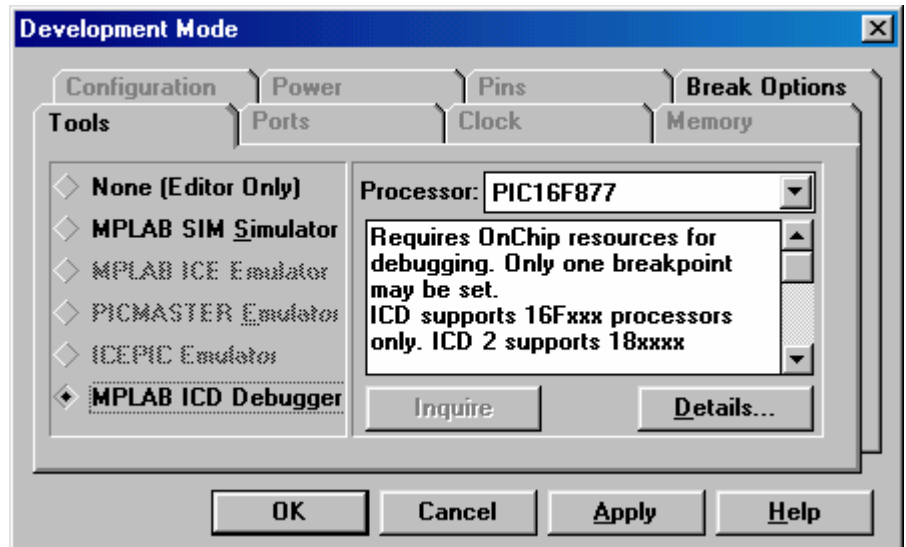 Development Mode
Configuration Power Pins Break Options
Tools Ports Clock Memory
None (Editor Only)
MPLAB SIM Simulator
MPLAB ICE Emulator
PICMASTER Emulator
ICEPIC Emulator
MPLAB ICD Debugger
Processor: PIC16F877
Requires OnChip resources for
debugging. Only one breakpoint
may be set.
ICD supports 16Fxxx processors
only. ICD 2 supports 18xxxx
Inquire Details...
OK Cancel Apply Help